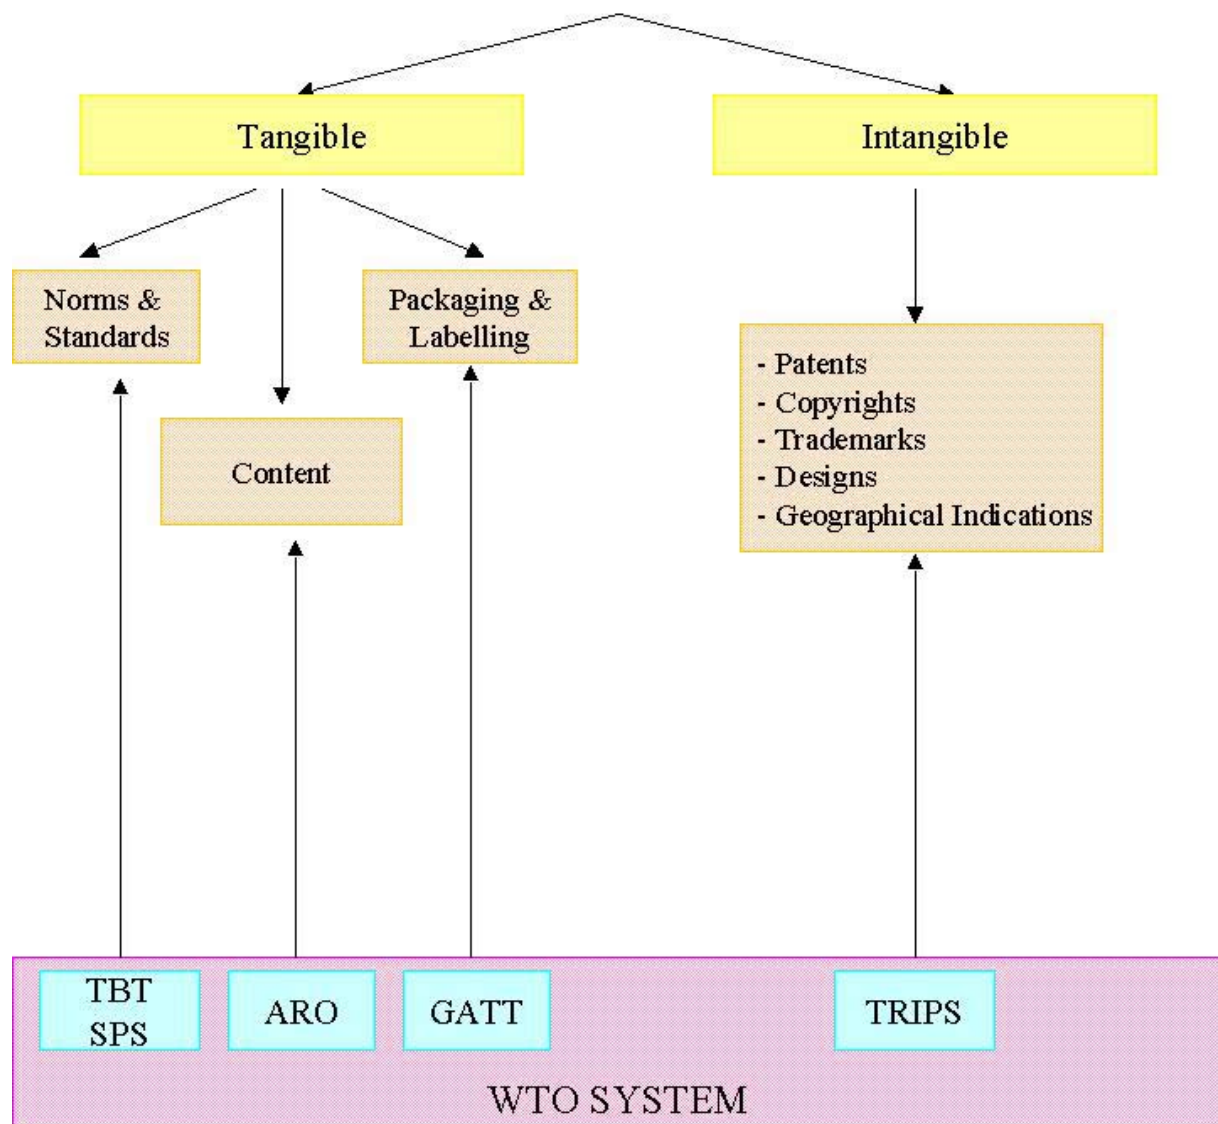 Tangible
Intangible
Norms &
Standards
Packaging &
Labelling
Content
- Patents
- Copyrights
- Trademarks
- Designs
- Geographical Indications
TBT
SPS
ARO
GATT
TRIPS
WTO SYSTEM